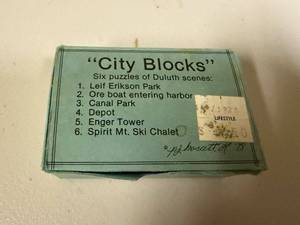 "City Blocks"
Six puzzles of Duluth scenes:
1. Leif Erikson Park
2. Ore boat entering harbor
3. Canal Park
4. Depot
5. Enger Tower
6. Spirit Mt. Ski Chalet
LIFESTYLE